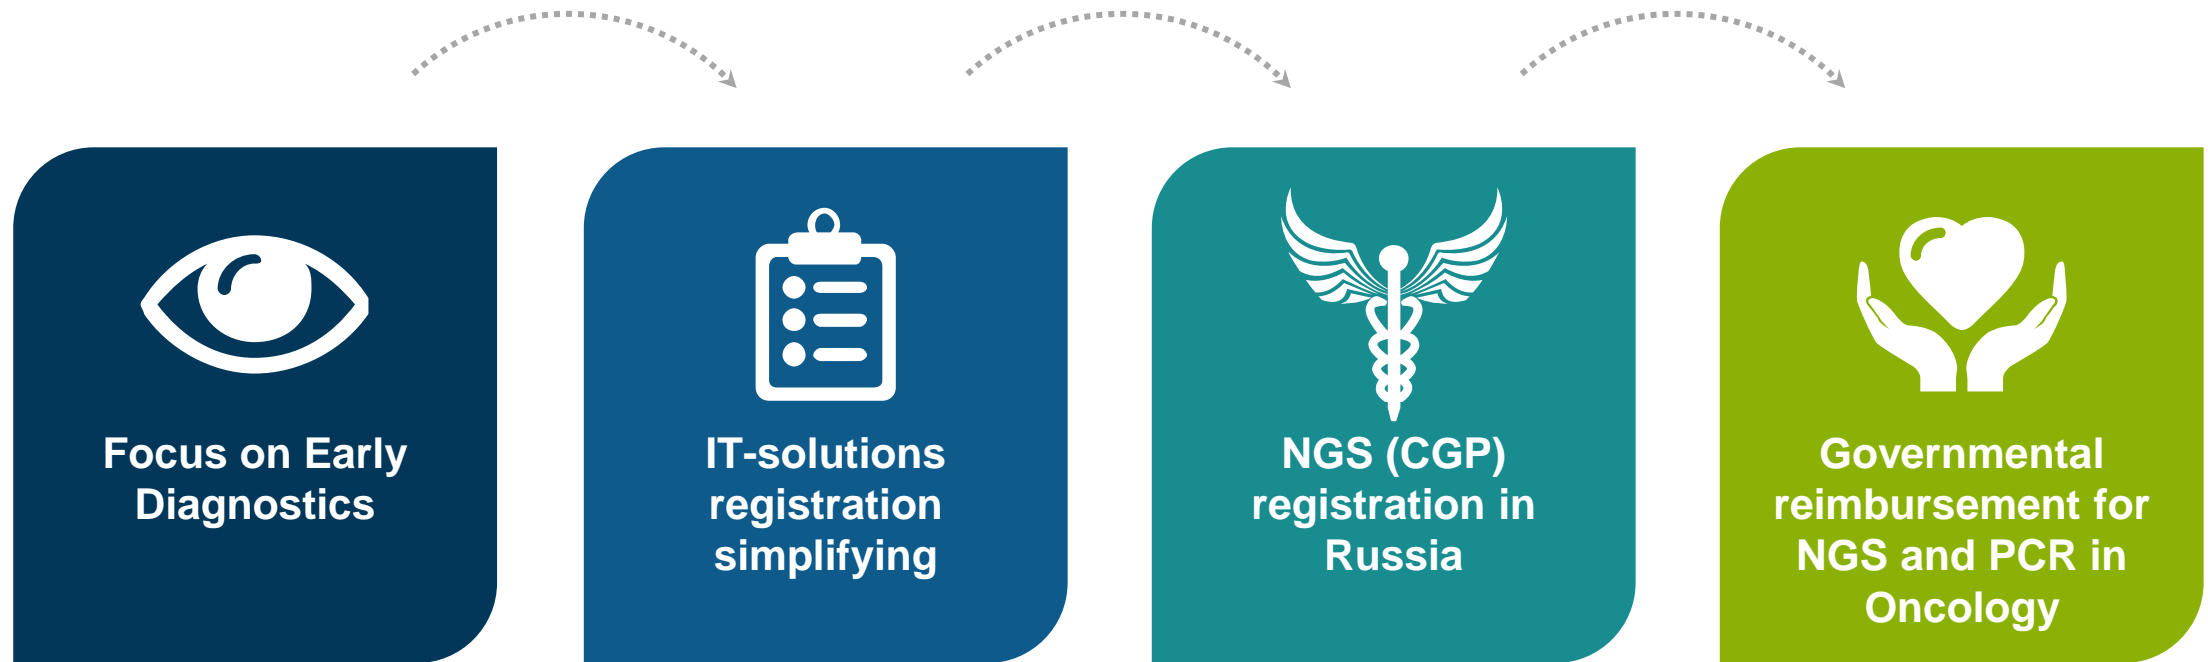 Focus on Early
Diagnostics
IT-solutions
registration
simplifying
NGS (CGP)
registration in
Russia
Governmental
reimbursement for
NGS and PCR in
Oncology